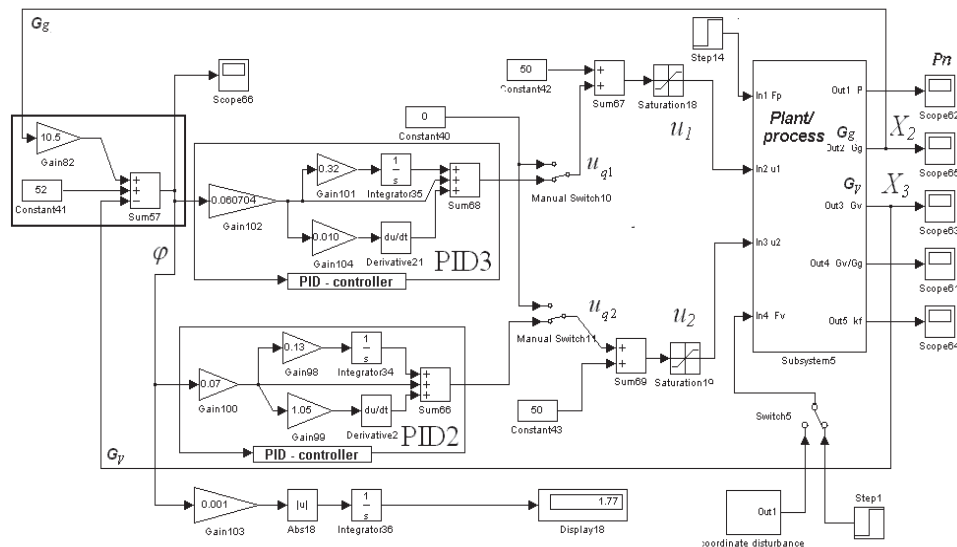 Gg
10.5
Gain82
52
Constant41
Sum57
φ
Scope66
0.060704
Gain102
0.32
Gain101
1
s
Integrator35
0.010
Gain104
du/dt
Derivative21
Sum68
PID3
PID - controller
0
Constant40
Manual Switch10
uq1
50
Constant42
Sum67
Saturation18
u1
Step14
In1 Fp
In2 u1
In3 u2
In4 Fv
Plant/
process
Gg
Gv
Out1 P
Out2 Gg
Out3 Gv
Out4 Gv/Gg
Out5 kf
Subsystem5
Pn
Scope62
X2
Scope65
X3
Scope63
Scope61
Scope64
0.07
Gain100
0.13
Gain98
1
s
Integrator34
1.05
Gain99
du/dt
Derivative2
Sum66
PID2
PID - controller
Manual Switch11
uq2
50
Constant43
Sum69
Saturation19
u2
Switch5
Gv
0.001
Gain103
|u|
Abs18
1
s
Integrator36
1.77
Display18
Out1
coordinate disturbance
Step1